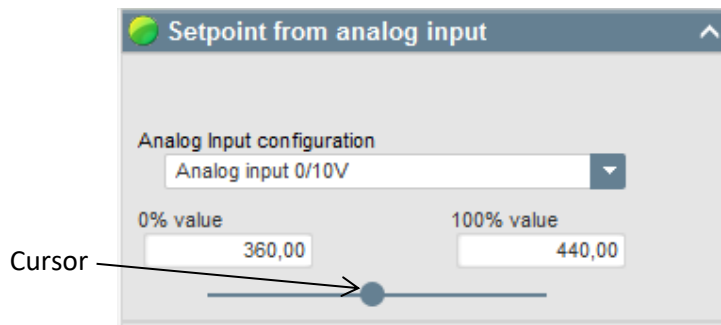 Setpoint from analog input
Analog Input configuration
Analog input 0/10V
0% value 100% value
360,00 440,00
Cursor